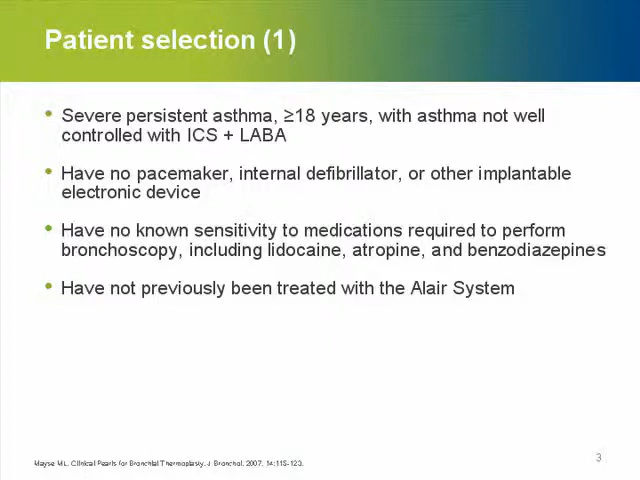 Patient selection (1)
• Severe persistent asthma, ≥18 years, with asthma not well
controlled with ICS + LABA
• Have no pacemaker, internal defibrillator, or other implantable
electronic device
• Have no known sensitivity to medications required to perform
bronchoscopy, including lidocaine, atropine, and benzodiazepines
• Have not previously been treated with the Alair System
Mayse ML. Clinical Pearls for Bronchial Thermoplasty. J Bronchol. 2007; 14:115-123.
3